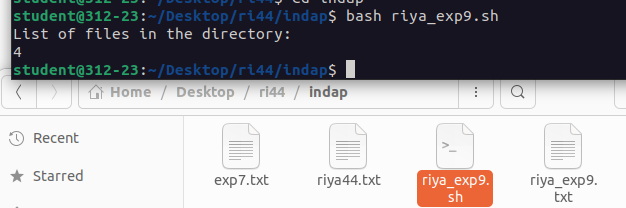 student@312-23:~/Desktop/ri44$ cd indap
student@312-23:~/Desktop/ri44/indap$ bash riya_exp9.sh
List of files in the directory:
4
student@312-23:~/Desktop/ri44/indap$
Home / Desktop / ri44 / indap
Recent
Starred
exp7.txt
riya44.txt
riya_exp9.
sh
riya_exp9.
txt